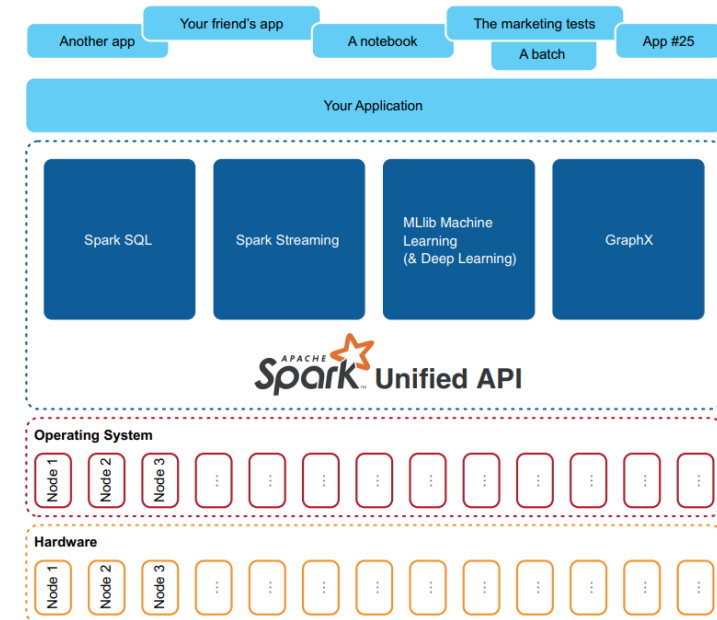 Your friend's app
The marketing tests
Another app
A notebook
App #25
A batch
Your Application
Spark SQL
Spark Streaming
MLlib Machine
Learning
(& Deep Learning)
GraphX
APACHE
Spark™ Unified API
Operating System
Node 1
Node 2
Node 3
...
...
...
...
...
...
...
...
...
...
Hardware
Node 1
Node 2
Node 3
...
...
...
...
...
...
...
...
...
...